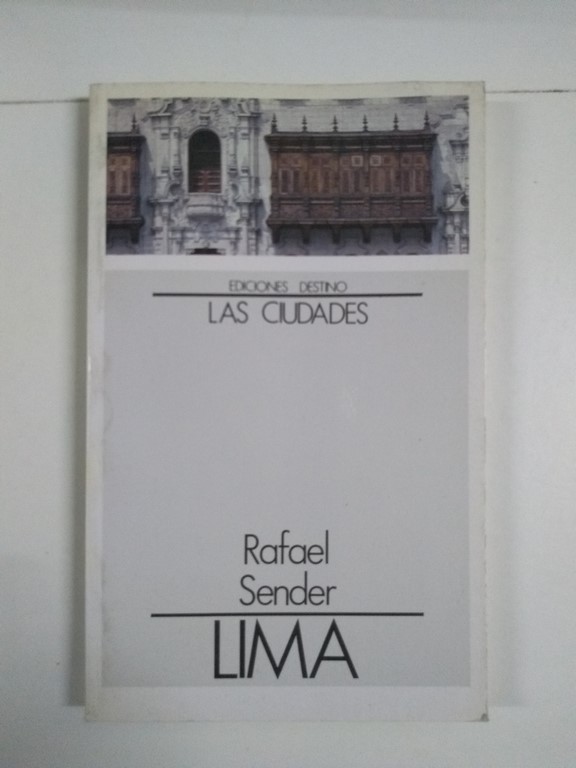 EDICIONES DESTINO
LAS CIUDADES
Rafael
Sender
LIMA